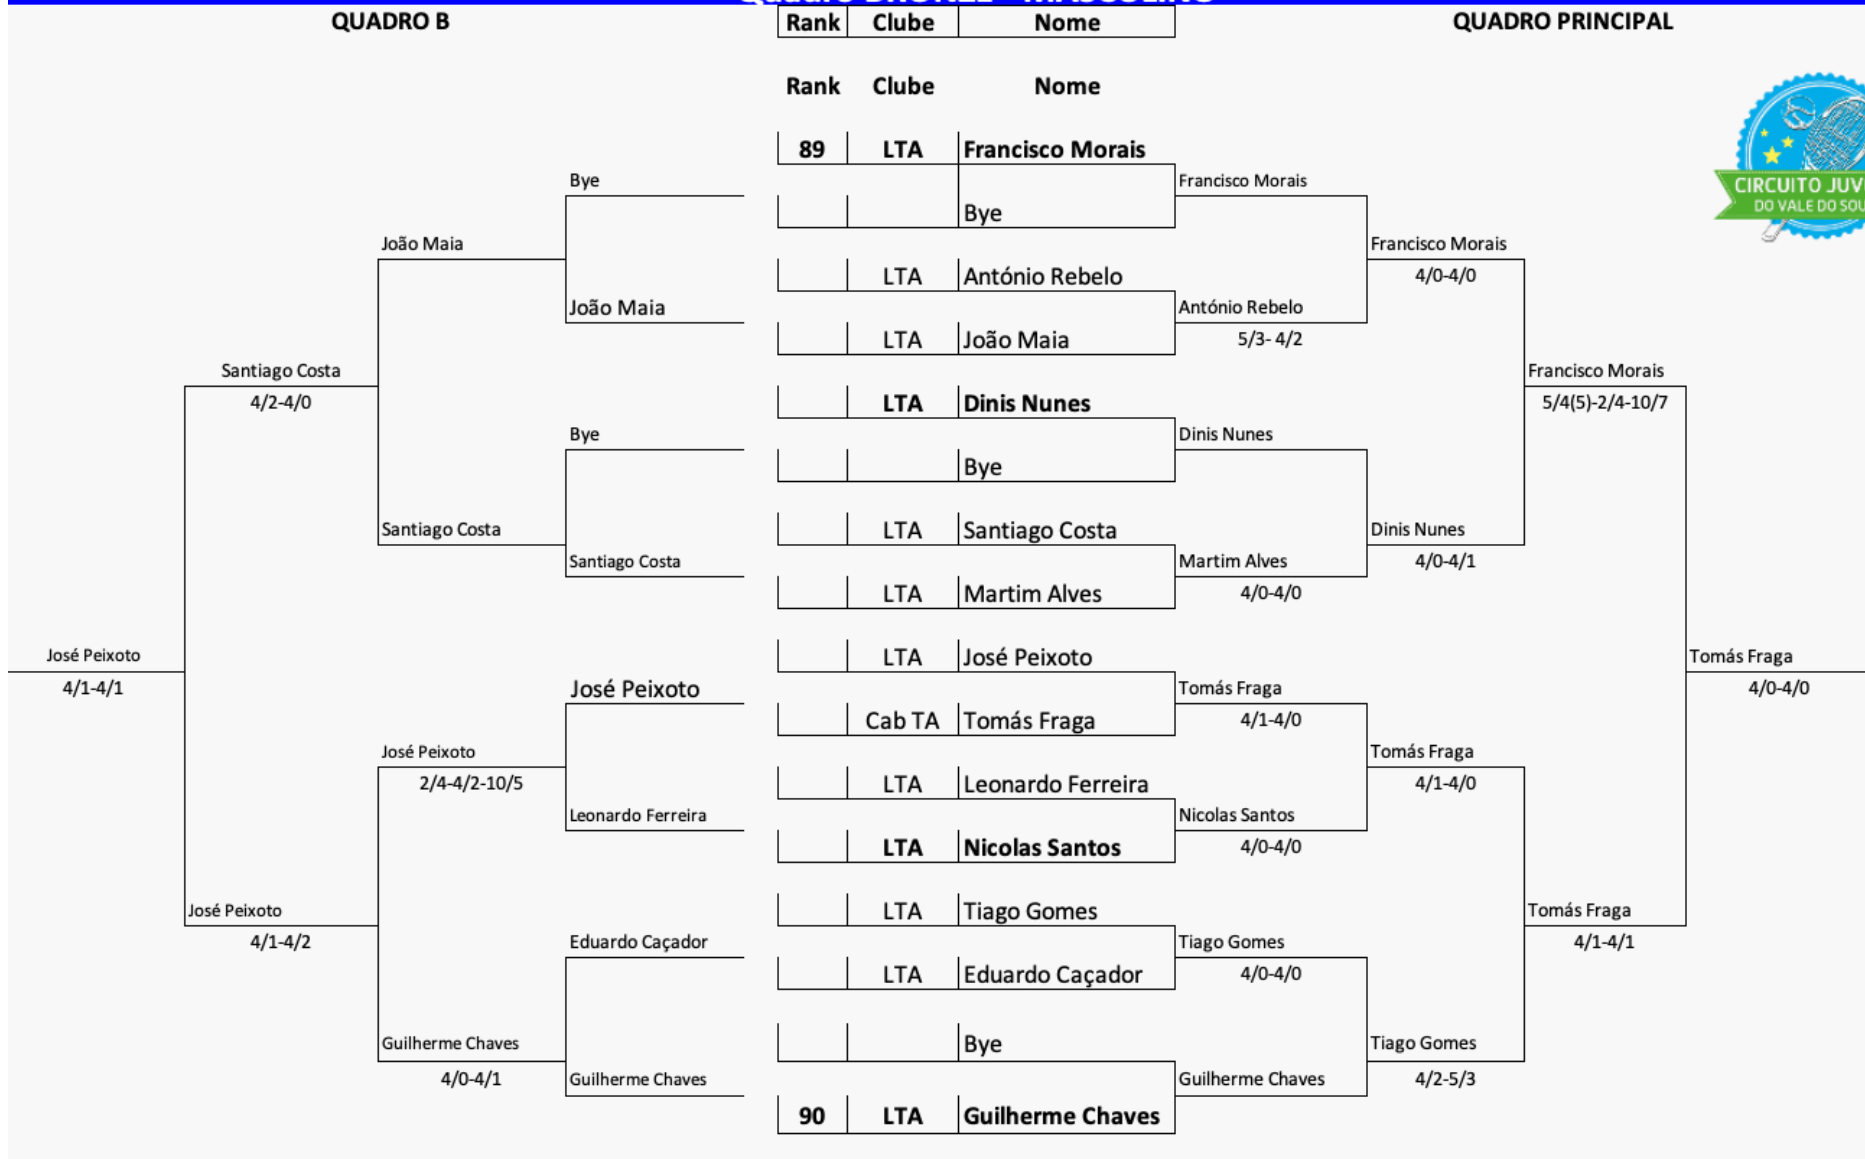 QUADRO B
Rank Clube Nome
QUADRO PRINCIPAL
Rank Clube Nome
89 LTA Francisco Morais
Bye
Francisco Morais
CIRCUITO
DO VALE DO
Bye
João Maia
Francisco Morais
LTA António Rebelo
4/0-4/0
João Maia
António Rebelo
LTA João Maia
5/3- 4/2
Santiago Costa
Francisco Morais
4/2-4/0
LTA Dinis Nunes
5/4(5)-2/4-10/7
Bye
Dinis Nunes
Bye
Santiago Costa
LTA Santiago Costa
Dinis Nunes
Santiago Costa
Martim Alves
4/0-4/1
LTA Martim Alves
4/0-4/0
José Peixoto
LTA José Peixoto
Tomás Fraga
4/1-4/1
José Peixoto
Tomás Fraga
4/0-4/0
Cab TA Tomás Fraga
4/1-4/0
José Peixoto
Tomás Fraga
2/4-4/2-10/5
LTA Leonardo Ferreira
4/1-4/0
Leonardo Ferreira
Nicolas Santos
LTA Nicolas Santos
4/0-4/0
José Peixoto
LTA Tiago Gomes
Tomás Fraga
4/1-4/2
Eduardo Caçador
Tiago Gomes
4/1-4/1
LTA Eduardo Caçador
4/0-4/0
Guilherme Chaves
Bye
Tiago Gomes
4/0-4/1
Guilherme Chaves
Guilherme Chaves
4/2-5/3
90 LTA Guilherme Chaves